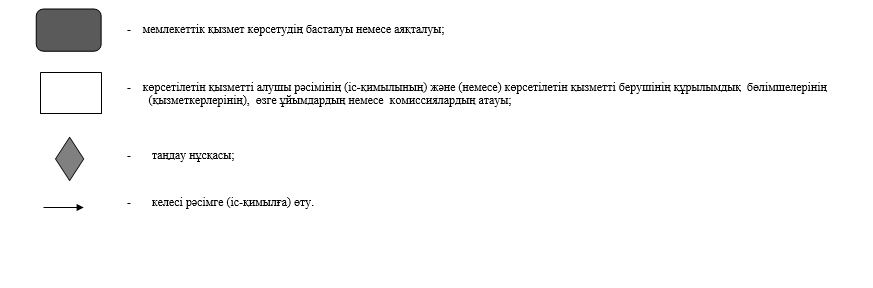 - мемлекеттік қызмет көрсетудің басталуы немесе аяқталуы;
- көрсетілетін қызметті алушы рәсімінің (іс-қимылының) және (немесе) көрсетілетін қызметті берушінің құрылымдық бөлімшелерінің
(қызметкерлерінің), өзге ұйымдардың немесе комиссиялардың атауы;
- таңдау нұсқасы;
- келесі рәсімге (іс-қимылға) өту.